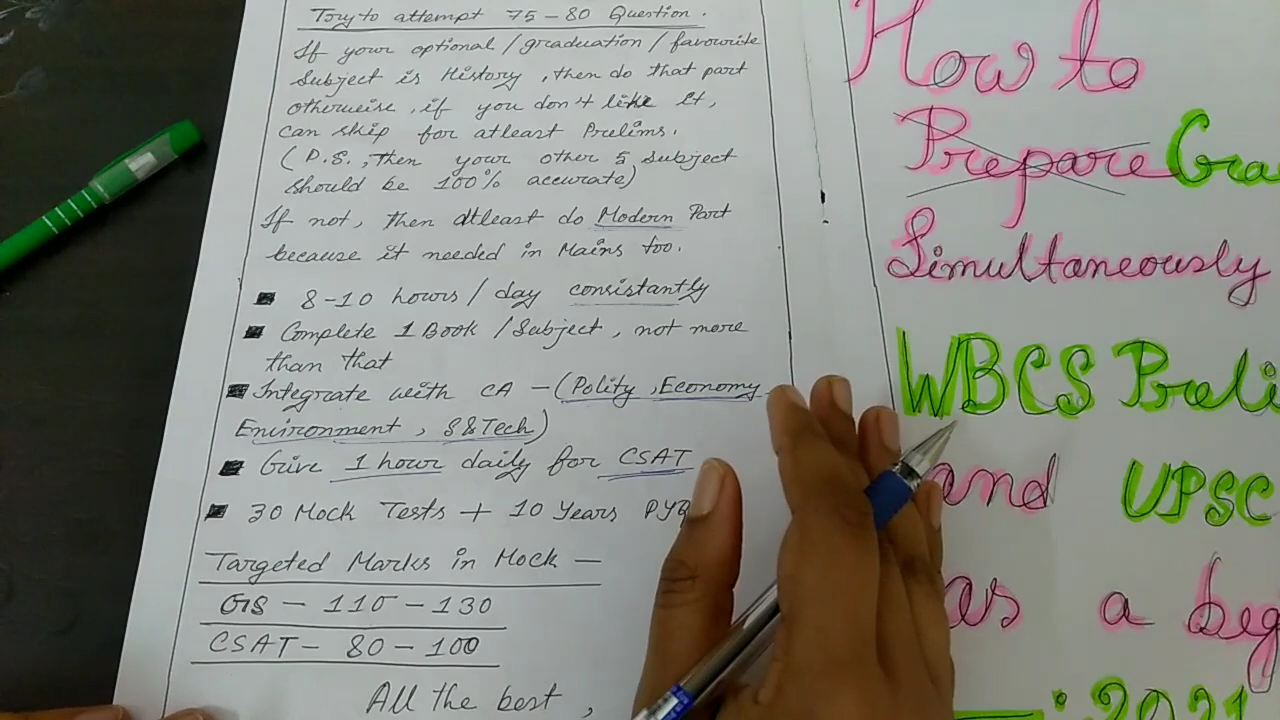 Try to attempt 75 - 80 Question.
If your optional / graduation / favourite
Subject is History, then do that part
otherweise, if you don't like it,
can skip for atleast Prelims.
( P.S., then your other 5 Subject
should be 100% accurate)
If not, then atleast do Modern Part
because it needed in Mains too.
8-10 hours / day consistantly
Complete 1 Book / Subject, not more
than that
Integrate with CA - (Polity, Economy
Environment, S&Tech)
Give 1 hour daily for CSAT
30 Mock Tests + 10 Years PYQ
Targeted Marks in Mock —
GS - 110 - 130
CSAT - 80 - 100
All the best,
How to
Prepare Cra
Simultaneously
WBCS Preli
and UPSC
as a beg
: 2021